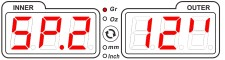 INNER Gr OUTER
SP.2 Oz 12"
mm
Inch